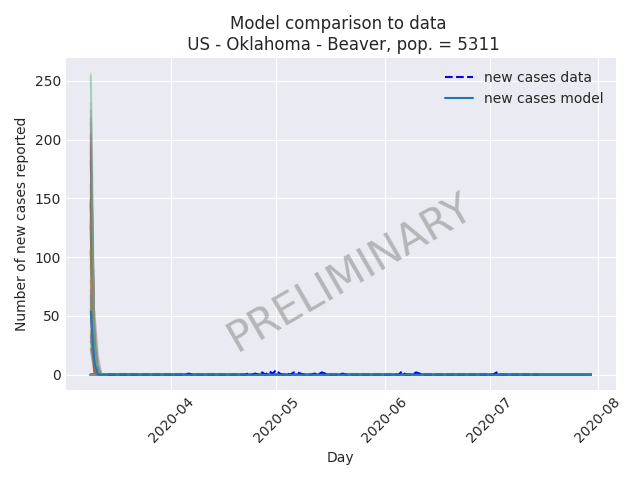 Model comparison to data
US - Oklahoma - Beaver, pop. = 5311
new cases data
new cases model
Number of new cases reported
250
200
150
100
50
0
PRELIMINARY
2020-04
2020-05
2020-06
2020-07
2020-08
Day